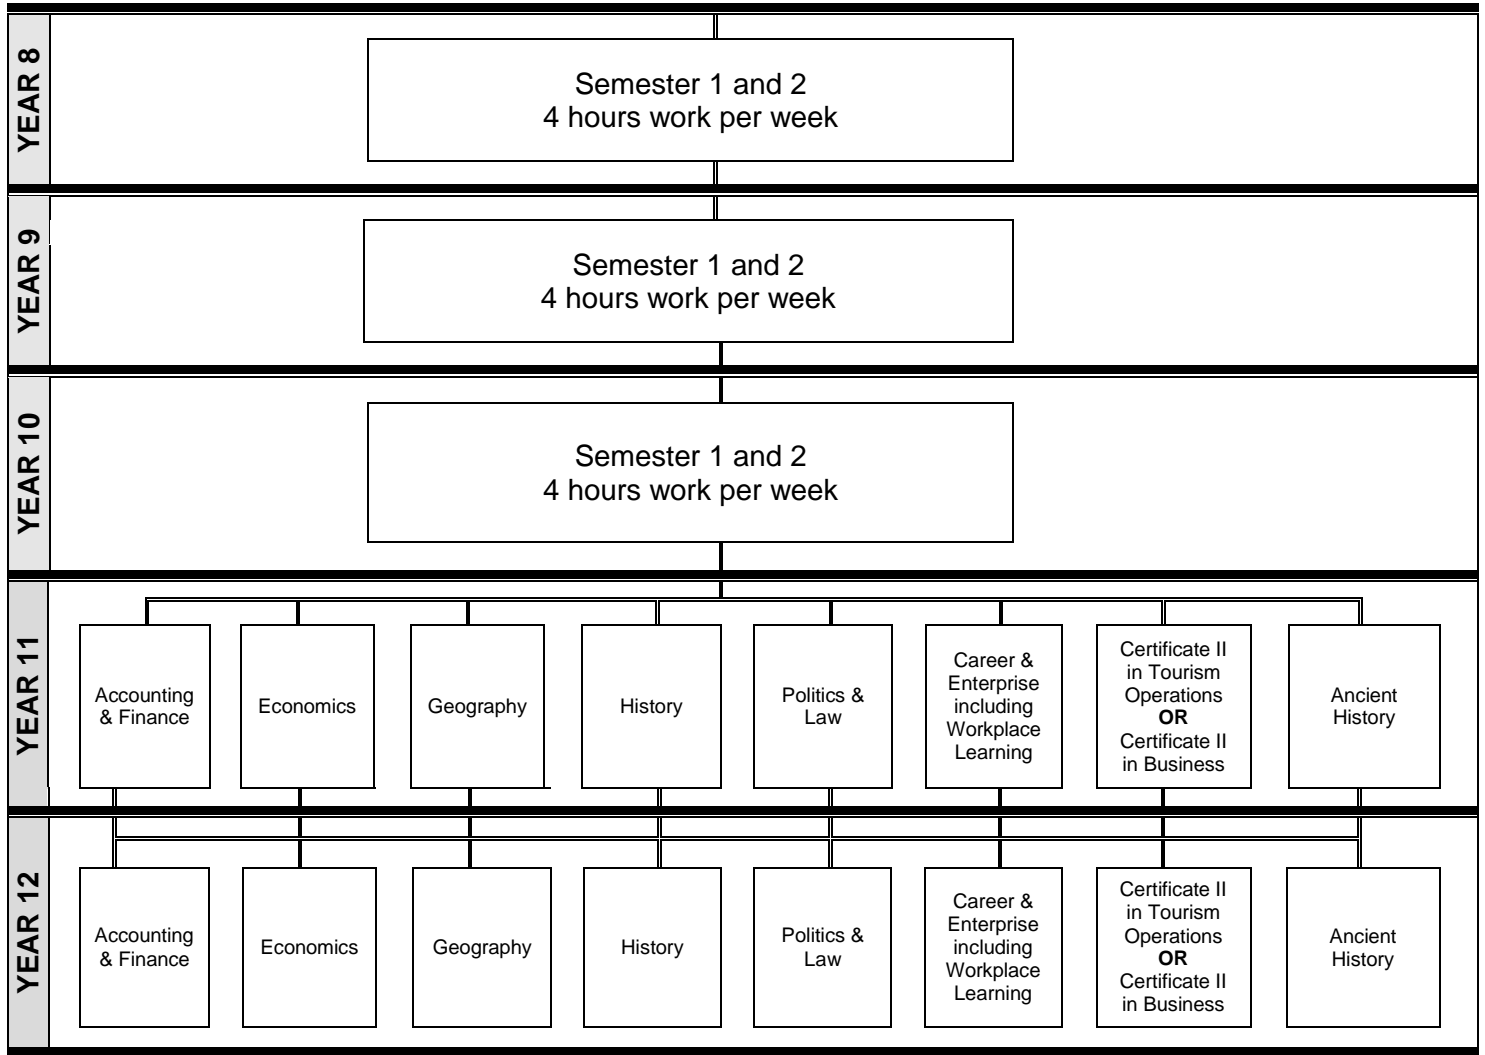 YEAR 8
Semester 1 and 2
4 hours work per week
YEAR 9
Semester 1 and 2
4 hours work per week
YEAR 10
Semester 1 and 2
4 hours work per week
YEAR 11
Accounting
& Finance
Economics
Geography
History
Politics &
Law
Career &
Enterprise
including
Workplace
Learning
Certificate II
in Tourism
Operations
OR
Certificate II
in Business
Ancient
History
YEAR 12
Accounting
& Finance
Economics
Geography
History
Politics &
Law
Career &
Enterprise
including
Workplace
Learning
Certificate II
in Tourism
Operations
OR
Certificate II
in Business
Ancient
History